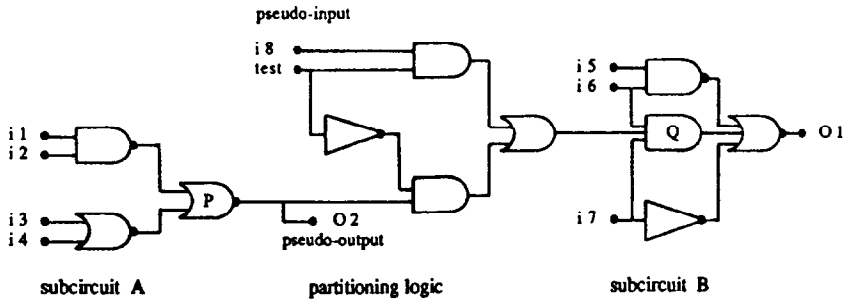 pseudo-input
i 8
test
i 5
i 6
Q
O 1
i 1
i 2
P
i 3
i 4
O 2
pseudo-output
i 7
subcircuit A
partitioning logic
subcircuit B